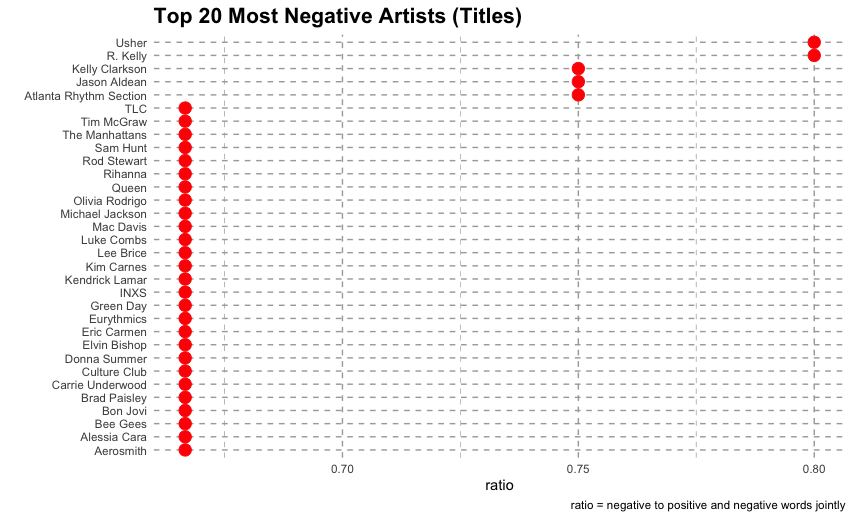 Top 20 Most Negative Artists (Titles)
Usher
R. Kelly
Kelly Clarkson
Jason Aldean
Atlanta Rhythm Section
TLC
Tim McGraw
The Manhattans
Sam Hunt
Rod Stewart
Rihanna
Queen
Olivia Rodrigo
Michael Jackson
Mac Davis
Luke Combs
Lee Brice
Kim Carnes
Kendrick Lamar
INXS
Green Day
Eurythmics
Eric Carmen
Elvin Bishop
Donna Summer
Culture Club
Carrie Underwood
Brad Paisley
Bon Jovi
Bee Gees
Alessia Cara
Aerosmith
0.70 0.75 0.80
ratio
ratio = negative to positive and negative words jointly